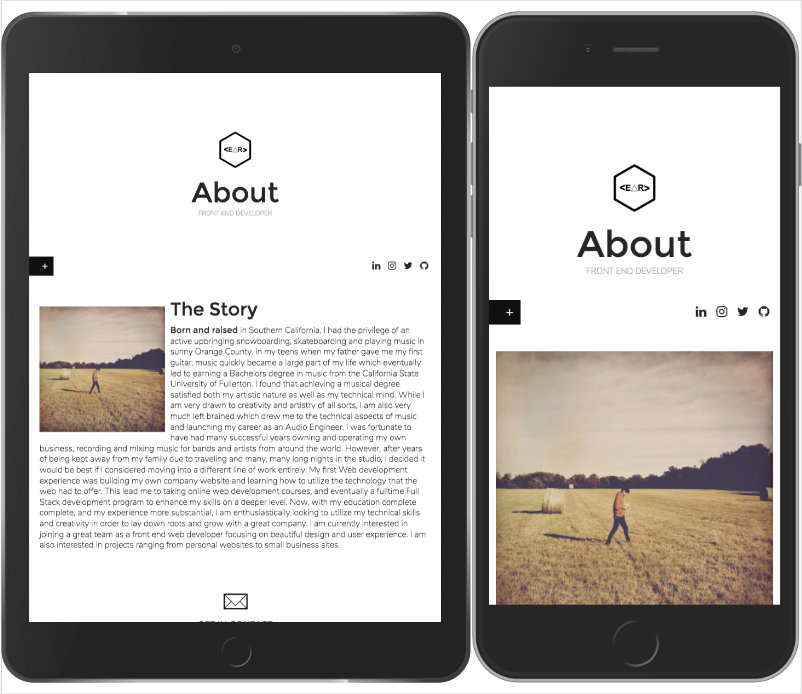 <E△R>
About
FRONT END DEVELOPER
+
The Story
Born and raised in Southern California, I had the privilege of an
active upbringing snowboarding, skateboarding and playing music in
sunny Orange County. In my teens when my father gave me my first
guitar, music quickly became a large part of my life which eventually
led to earning a Bachelors degree in music from the California State
University of Fullerton. I found that achieving a musical degree
satisfied both my artistic nature as well as my technical mind. While I
am very drawn to creativity and artistry of all sorts, I am also very
much left brained which drew me to the technical aspects of music
and launching my career as an Audio Engineer. I was fortunate to
have had many successful years owning and operating my own
business, recording and mixing music for bands and artists from around the world. However, after years
of being kept away from my family due to traveling and many, many long nights in the studio, I decided it
would be best if I considered moving into a different line of work entirely. My first Web development
experience was building my own company website and learning how to utilize the technology that the
web had to offer. This lead me to taking online web development courses, and eventually a fulltime Full
Stack development program to enhance my skills on a deeper level. Now, with my education complete
complete, and my experience more substantial, I am enthusiastically looking to utilize my technical skills
and creativity in order to lay down roots and grow with a great company. I am currently interested in
joining a great team as a front end web developer focusing on beautiful design and user experience. I am
also interested in projects ranging from personal websites to small business sites.
<E△R>
About
FRONT END DEVELOPER
+